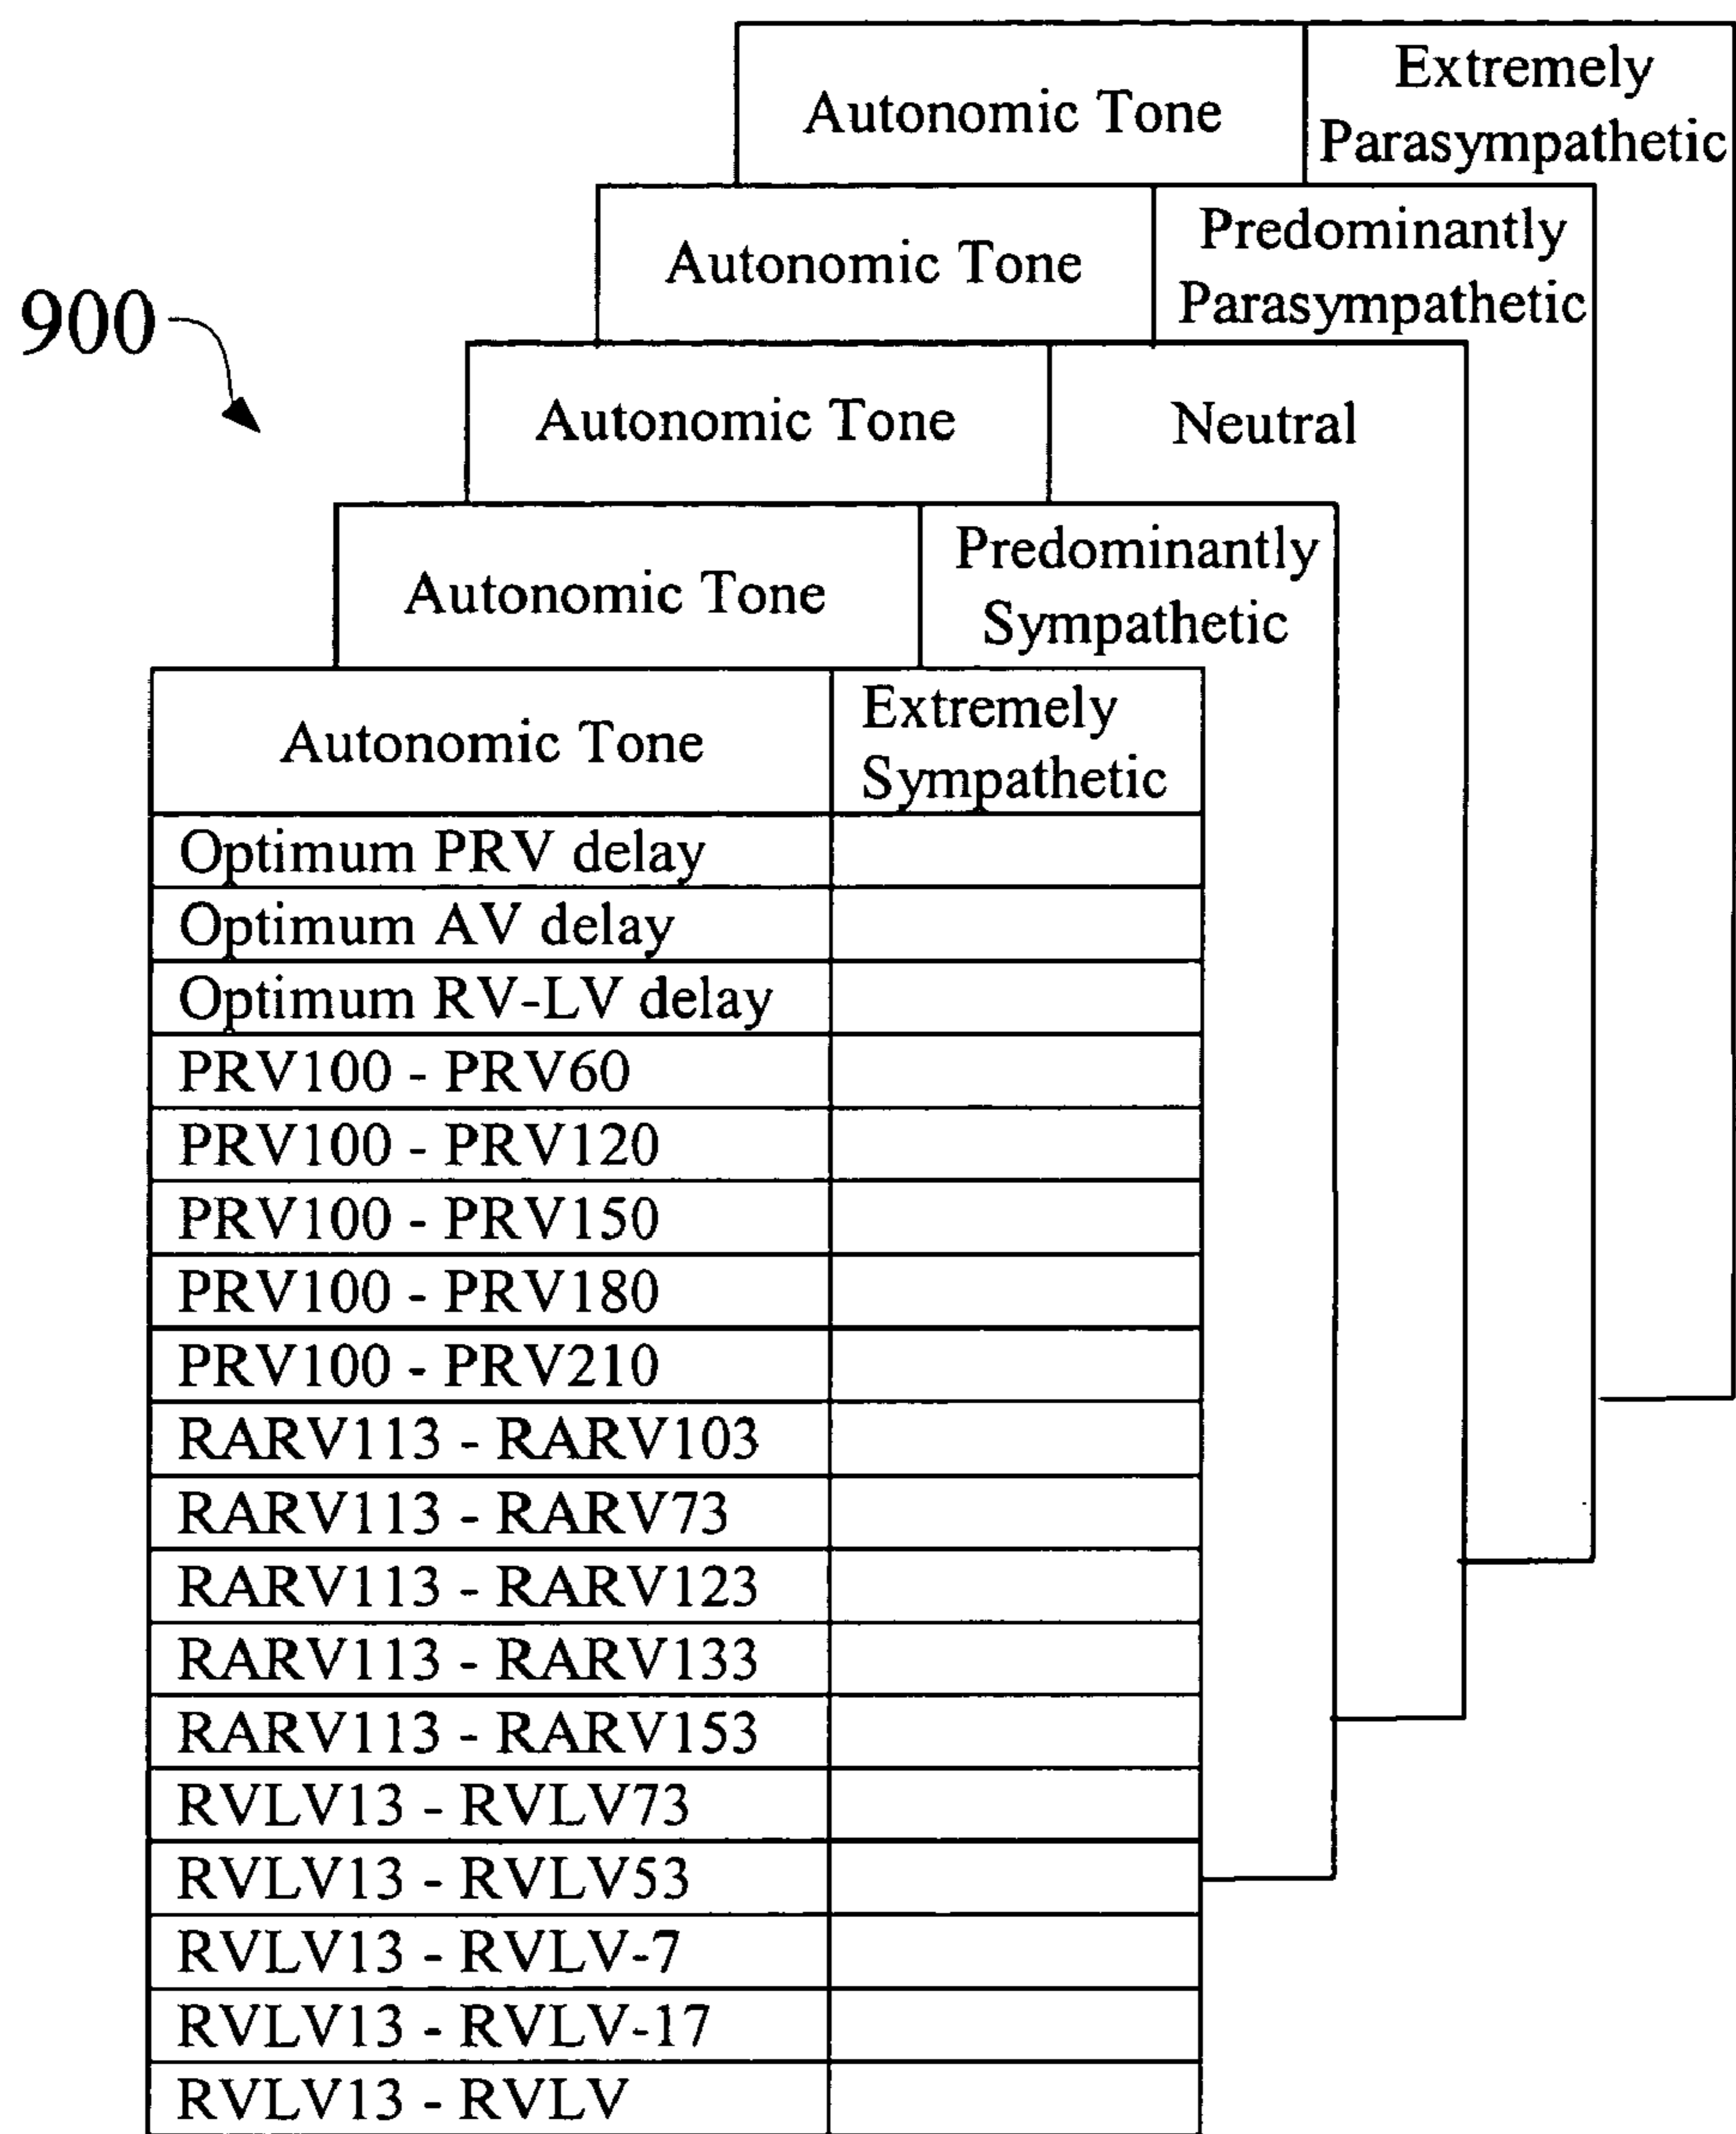 Autonomic Tone
Extremely
Parasympathetic
Autonomic Tone
Predominantly
Parasympathetic
900
Autonomic Tone
Neutral
Autonomic Tone
Predominantly
Sympathetic
Autonomic Tone
Extremely
Sympathetic
Optimum PRV delay
Optimum AV delay
Optimum RV-LV delay
PRV100 - PRV60
PRV100 - PRV120
PRV100 - PRV150
PRV100 - PRV180
PRV100 - PRV210
RARV113 - RARV103
RARV113 - RARV73
RARV113 - RARV123
RARV113 - RARV133
RARV113 - RARV153
RVLV13 - RVLV73
RVLV13 - RVLV53
RVLV13 - RVLV-7
RVLV13 - RVLV-17
RVLV13 - RVLV